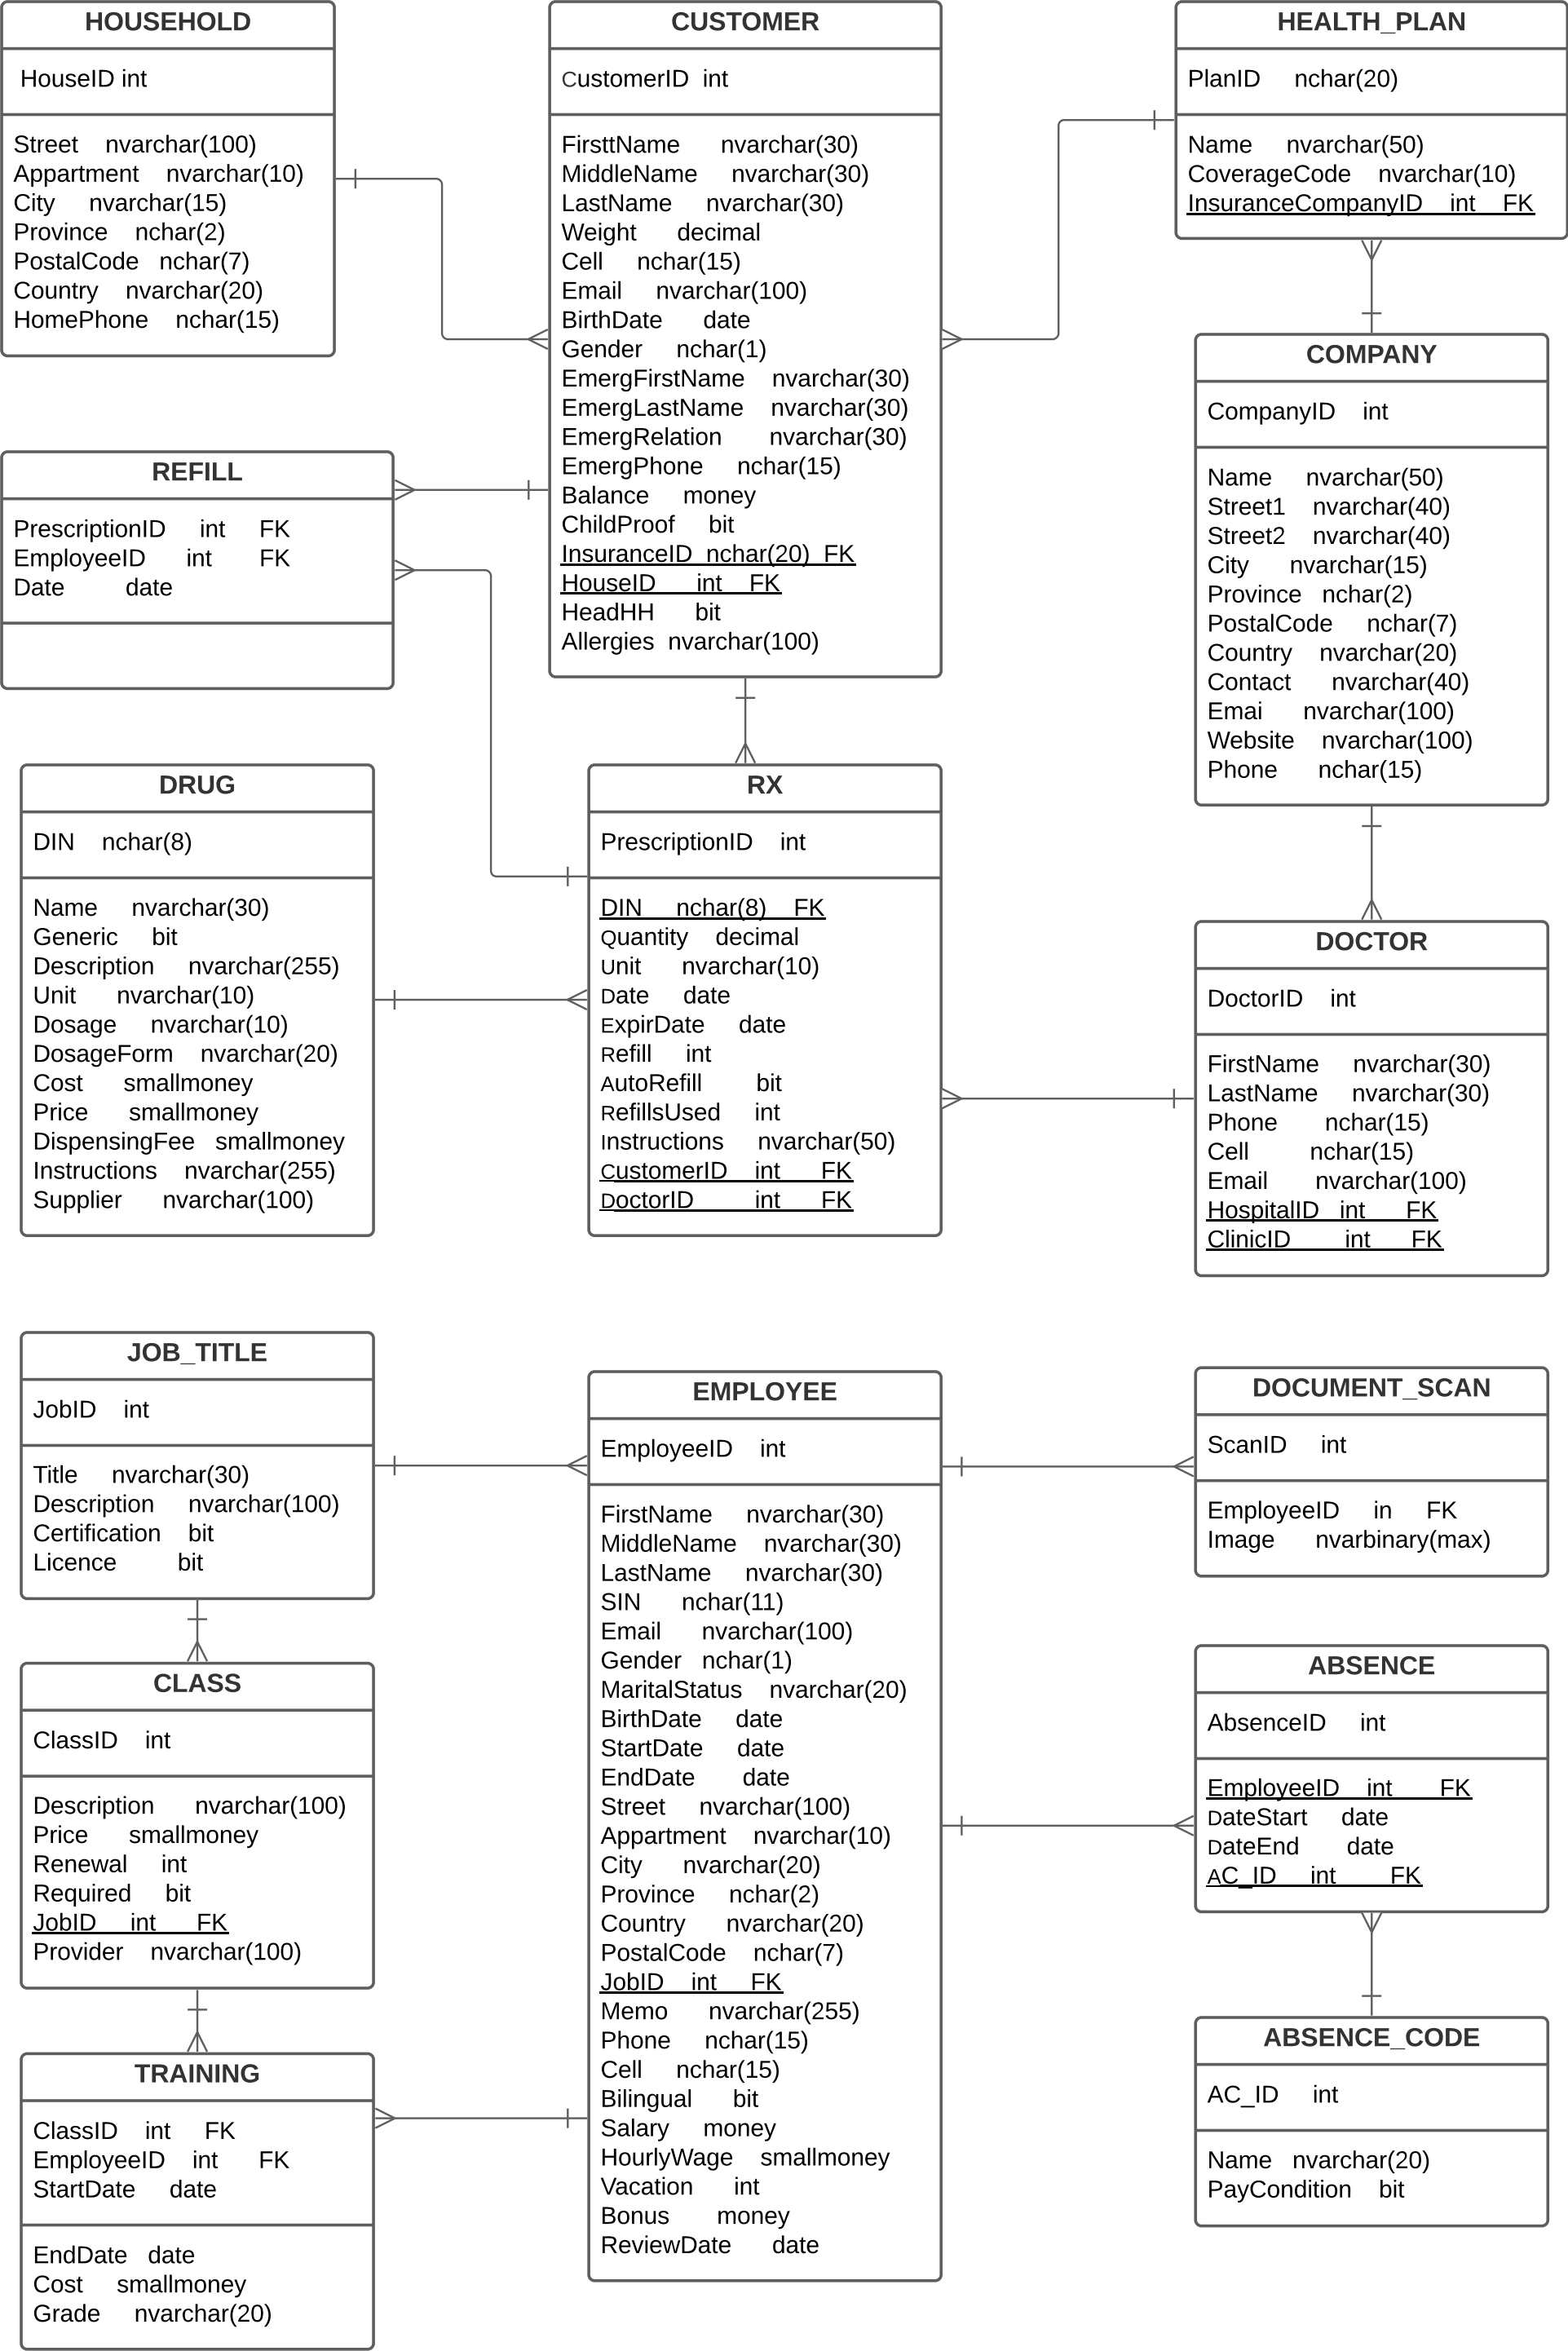 HOUSEHOLD
HouseID int
Street nvarchar(100)
Appartment nvarchar(10)
City nvarchar(15)
Province nchar(2)
PostalCode nchar(7)
Country nvarchar(20)
HomePhone nchar(15)
CUSTOMER
CustomerID int
FirsttName nvarchar(30)
MiddleName nvarchar(30)
LastName nvarchar(30)
Weight decimal
Cell nchar(15)
Email nvarchar(100)
BirthDate date
Gender nchar(1)
EmergFirstName nvarchar(30)
EmergLastName nvarchar(30)
EmergRelation nvarchar(30)
EmergPhone nchar(15)
Balance money
ChildProof bit
InsuranceID nchar(20) FK
HouseID int FK
HeadHH bit
Allergies nvarchar(100)
HEALTH_PLAN
PlanID nchar(20)
Name nvarchar(50)
CoverageCode nvarchar(10)
InsuranceCompanyID int FK
COMPANY
CompanyID int
Name nvarchar(50)
Street1 nvarchar(40)
Street2 nvarchar(40)
City nvarchar(15)
Province nchar(2)
PostalCode nchar(7)
Country nvarchar(20)
Contact nvarchar(40)
Emai nvarchar(100)
Website nvarchar(100)
Phone nchar(15)
REFILL
PrescriptionID int FK
EmployeeID int FK
Date date
DRUG
DIN nchar(8)
Name nvarchar(30)
Generic bit
Description nvarchar(255)
Unit nvarchar(10)
Dosage nvarchar(10)
DosageForm nvarchar(20)
Cost smallmoney
Price smallmoney
DispensingFee smallmoney
Instructions nvarchar(255)
Supplier nvarchar(100)
RX
PrescriptionID int
DIN nchar(8) FK
Quantity decimal
Unit nvarchar(10)
Date date
ExpirDate date
Refill int
AutoRefill bit
RefillsUsed int
Instructions nvarchar(50)
CustomerID int FK
DoctorID int FK
DOCTOR
DoctorID int
FirstName nvarchar(30)
LastName nvarchar(30)
Phone nchar(15)
Cell nchar(15)
Email nvarchar(100)
HospitalID int FK
ClinicID int FK
JOB_TITLE
JobID int
Title nvarchar(30)
Description nvarchar(100)
Certification bit
Licence bit
CLASS
ClassID int
Description nvarchar(100)
Price smallmoney
Renewal int
Required bit
JobID int FK
Provider nvarchar(100)
TRAINING
ClassID int FK
EmployeeID int FK
StartDate date
EndDate date
Cost smallmoney
Grade nvarchar(20)
EMPLOYEE
EmployeeID int
FirstName nvarchar(30)
MiddleName nvarchar(30)
LastName nvarchar(30)
SIN nchar(11)
Email nvarchar(100)
Gender nchar(1)
MaritalStatus nvarchar(20)
BirthDate date
StartDate date
EndDate date
Street nvarchar(100)
Appartment nvarchar(10)
City nvarchar(20)
Province nchar(2)
Country nvarchar(20)
PostalCode nchar(7)
JobID int FK
Memo nvarchar(255)
Phone nchar(15)
Cell nchar(15)
Bilingual bit
Salary money
HourlyWage smallmoney
Vacation int
Bonus money
ReviewDate date
DOCUMENT_SCAN
ScanID int
EmployeeID in FK
Image nvarbinary(max)
ABSENCE
AbsenceID int
EmployeeID int FK
DateStart date
DateEnd date
AC_ID int FK
ABSENCE_CODE
AC_ID int
Name nvarchar(20)
PayCondition bit